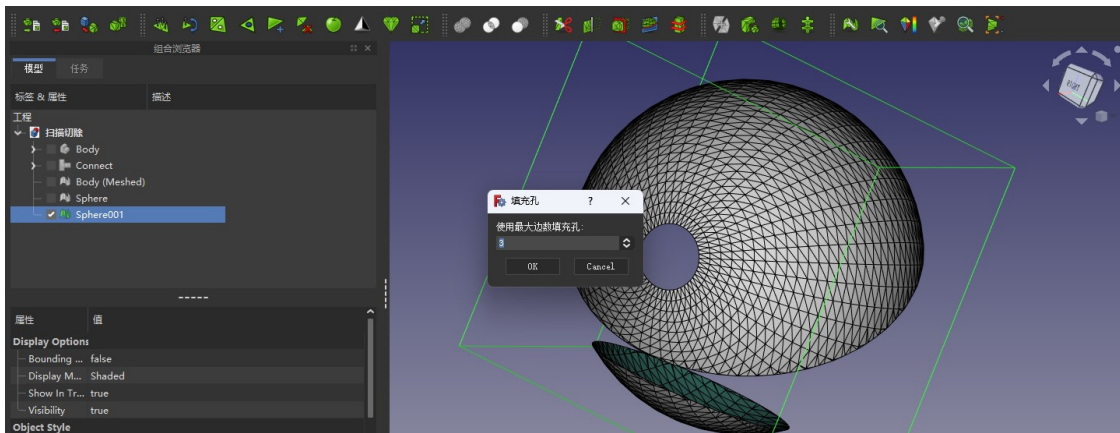 组合浏览器
模型 任务
标签 & 属性 描述
工程
扫描切除
Body
Connect
Body (Meshed)
Sphere
Sphere001
属性 值
Display Options
Bounding ... false
Display M... Shaded
Show In Tr... true
Visibility true
Object Style
填充孔 ? ×
使用最大边数填充孔:
3
OK Cancel
RIGHT